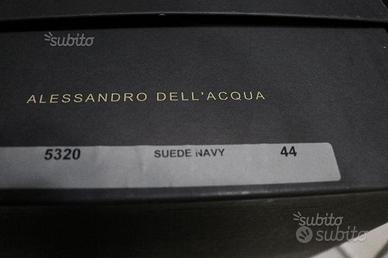 subito
ALESSANDRO DELL'ACQUA
5320 SUEDE NAVY 44
subito
subito